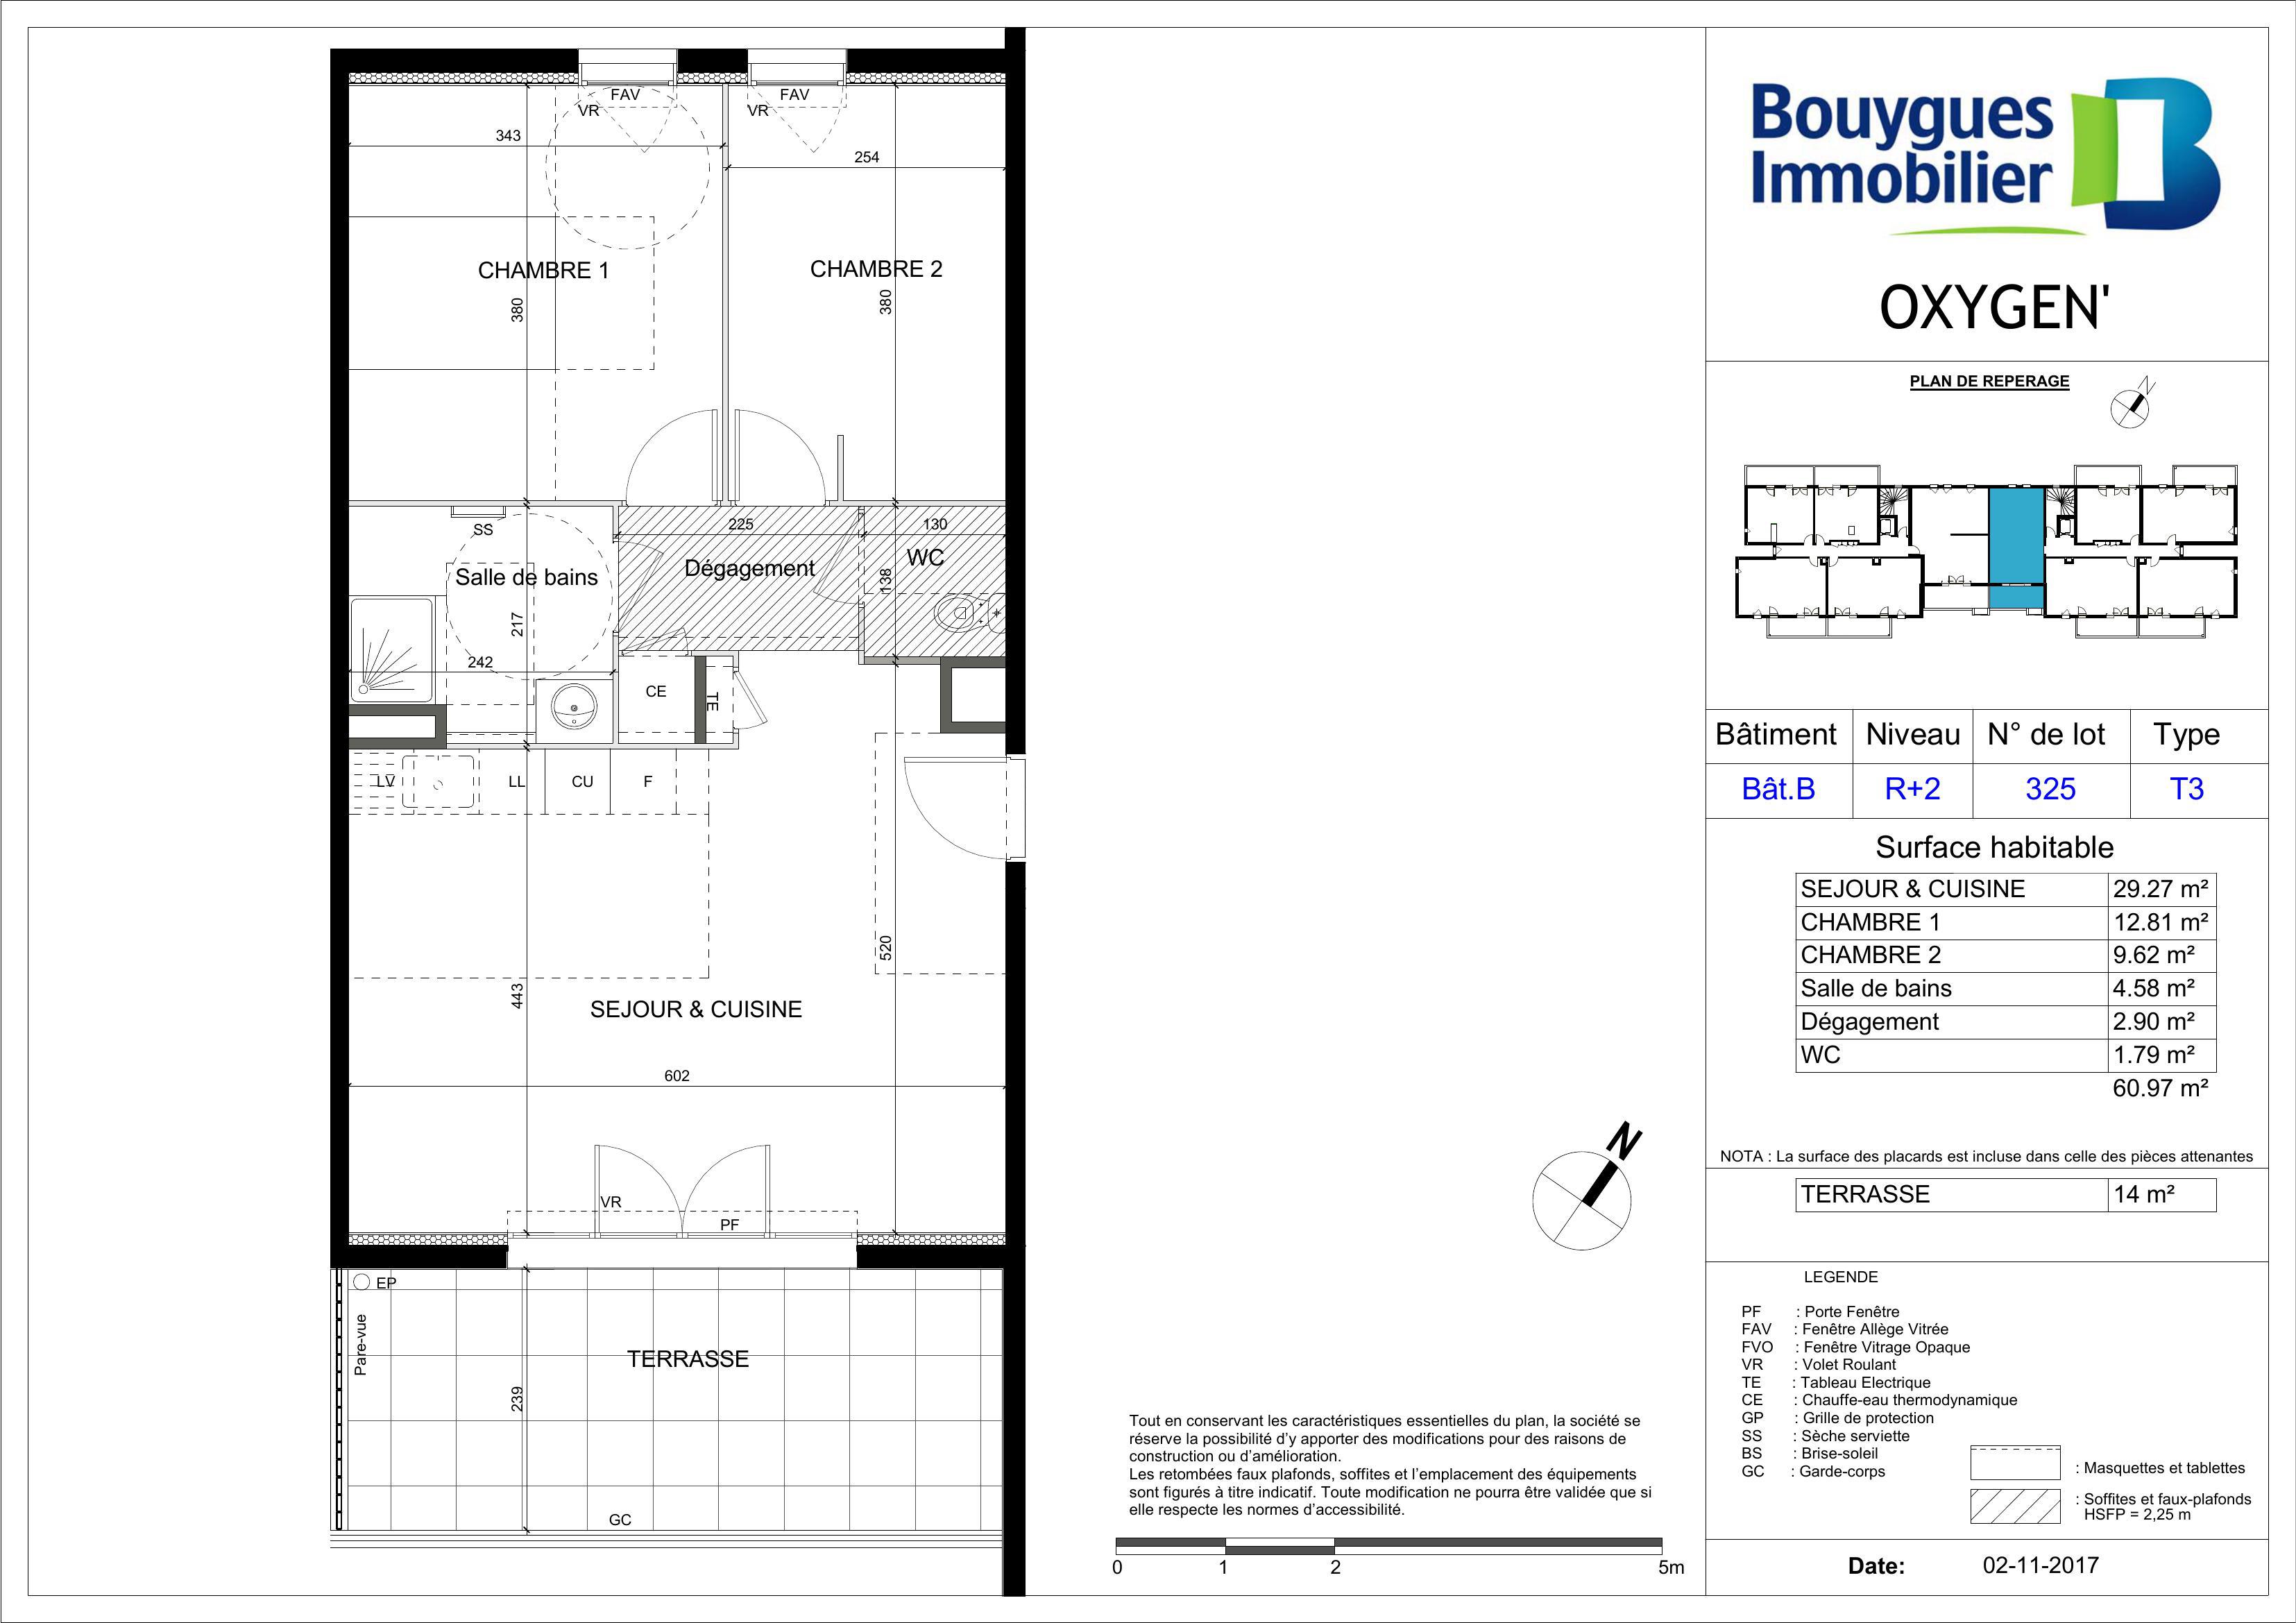 FAV
VR
FAV
VR
343
254
CHAMBRE 1
CHAMBRE 2
380
380
SS
225
130
WC
Dégagement
Salle de bains
138
217
242
CE
TE
LV
LL
CU
F
520
443
SEJOUR & CUISINE
602
VR
PF
EP
Pare-vue
TERRASSE
239
GC
N
Tout en conservant les caractéristiques essentielles du plan, la société se
réserve la possibilité d'y apporter des modifications pour des raisons de
construction ou d'amélioration.
Les retombées faux plafonds, soffites et l'emplacement des équipements
sont figurés à titre indicatif. Toute modification ne pourra être validée que si
elle respecte les normes d'accessibilité.
0 1 2 5m
Bouygues
Immobilier
OXYGEN'
PLAN DE REPERAGE
N
Bâtiment Niveau N° de lot Type
Bât.B R+2 325 T3
Surface habitable
SEJOUR & CUISINE 29.27 m²
CHAMBRE 1 12.81 m²
CHAMBRE 2 9.62 m²
Salle de bains 4.58 m²
Dégagement 2.90 m²
WC 1.79 m²
60.97 m²
NOTA : La surface des placards est incluse dans celle des pièces attenantes
TERRASSE 14 m²
LEGENDE
PF : Porte Fenêtre
FAV : Fenêtre Allège Vitrée
FVO : Fenêtre Vitrage Opaque
VR : Volet Roulant
TE : Tableau Electrique
CE : Chauffe-eau thermodynamique
GP : Grille de protection
SS : Sèche serviette
BS : Brise-soleil
GC : Garde-corps
: Masquettes et tablettes
: Soffites et faux-plafonds
HSFP = 2,25 m
Date: 02-11-2017